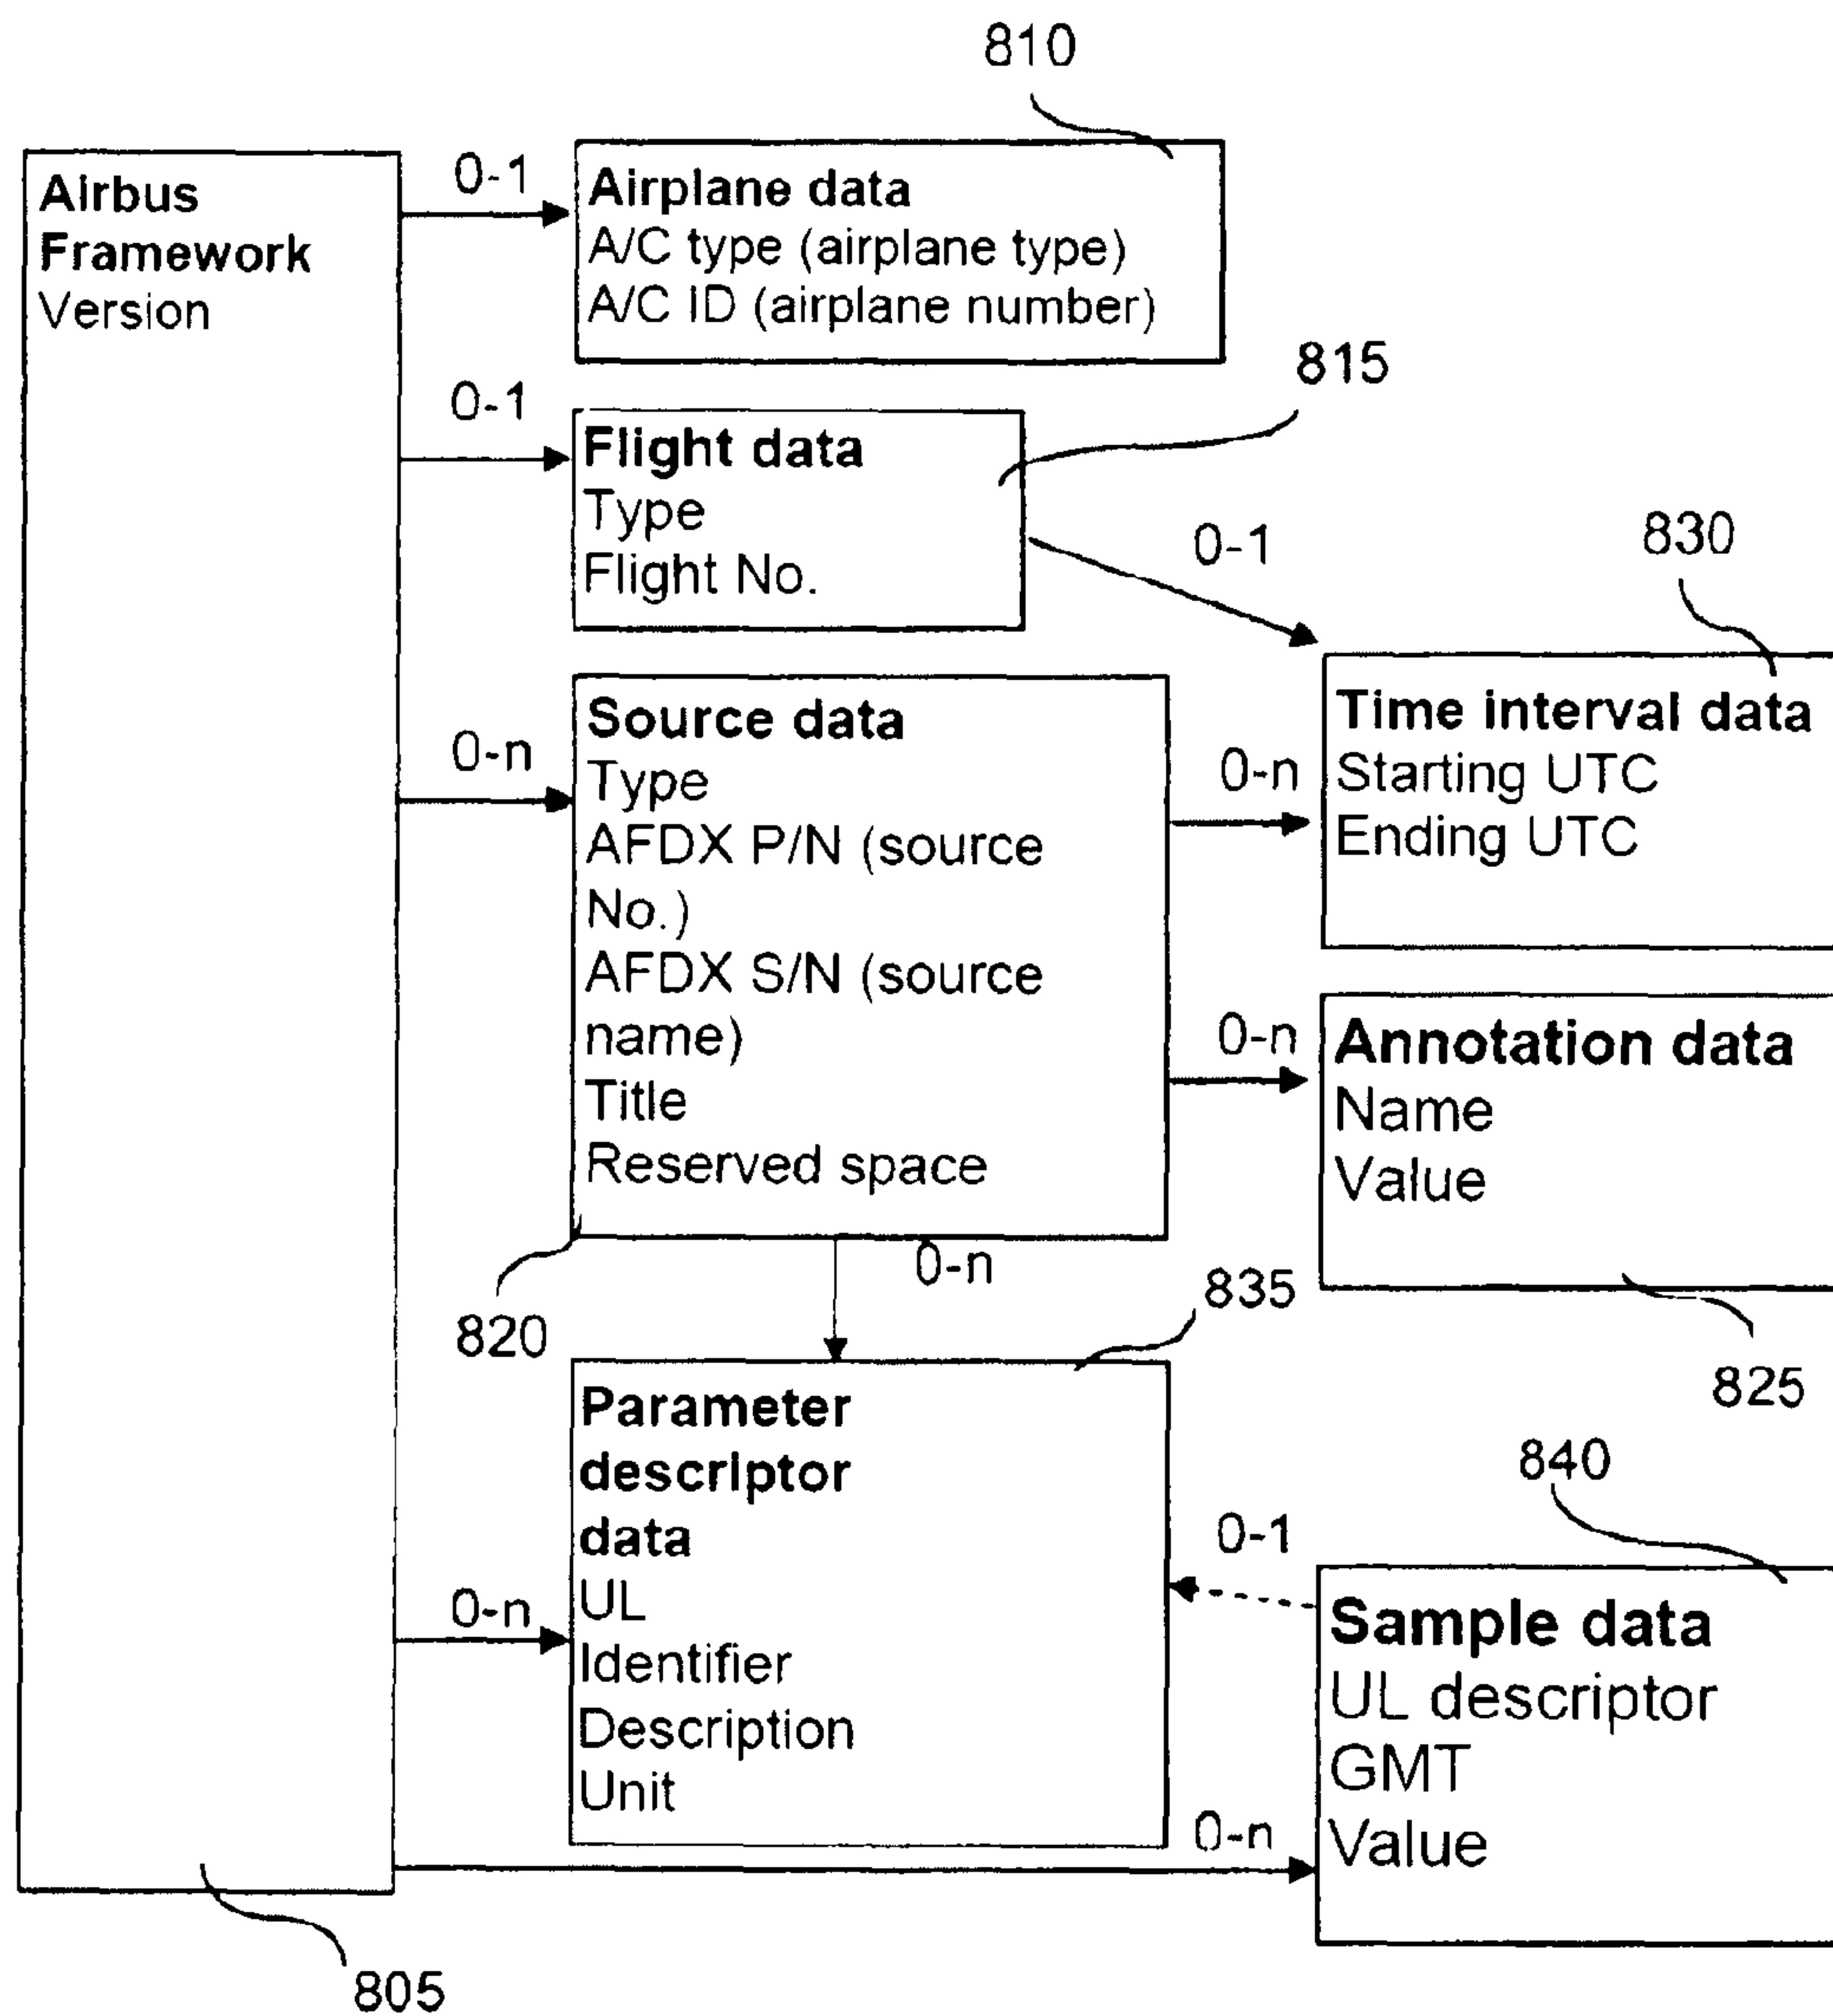 810
Airbus
Framework
Version
0-1
Airplane data
A/C type (airplane type)
A/C ID (airplane number)
815
0-1
Flight data
Type
Flight No.
0-1
830
0-n
Source data
Type
AFDX P/N (source
No.)
AFDX S/N (source
name)
Title
Reserved space
0-n
Time interval data
Starting UTC
Ending UTC
0-n
Annotation data
Name
Value
0-n
820
835
825
Parameter
descriptor
data
UL
Identifier
Description
Unit
0-n
840
0-1
Sample data
UL descriptor
GMT
Value
0-n
805